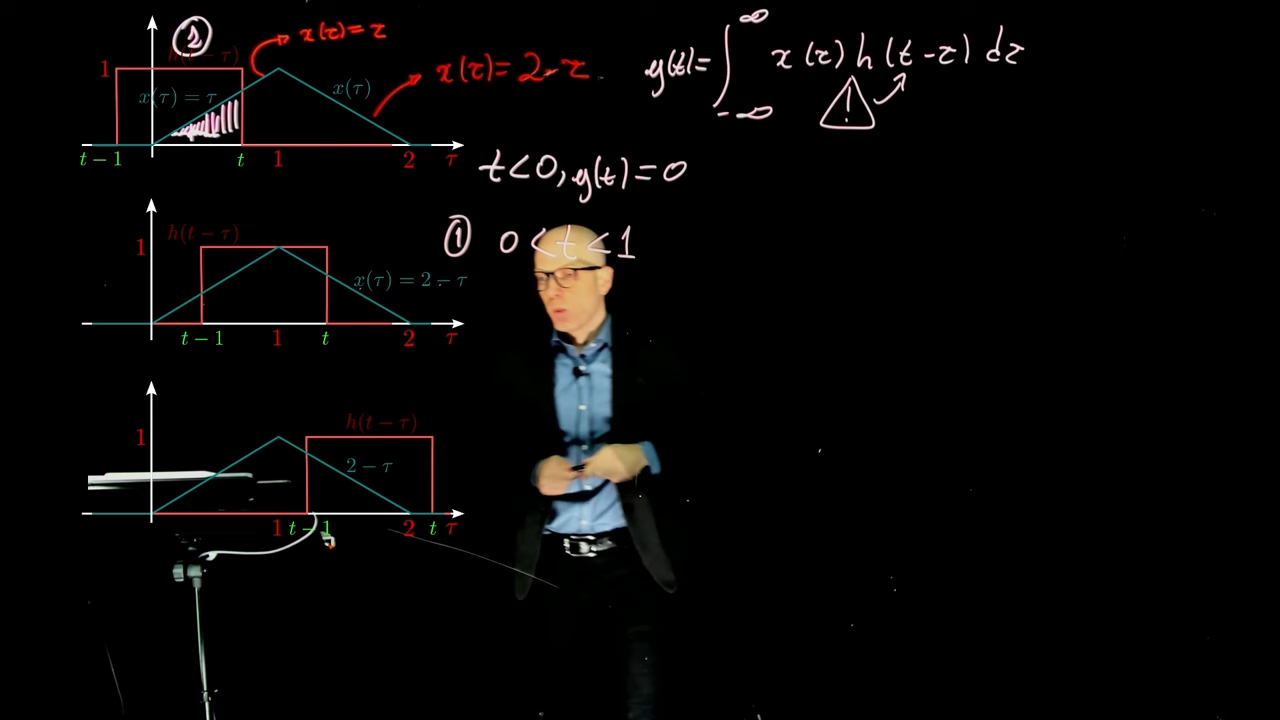 ①
h(t − τ)
x(τ) = τ
1
x(τ) = τ
x(τ)
x(τ) = 2 - τ
t − 1
t
1
2
τ
y(t) = ∫_{-∞}^{∞} x(τ) h (t - τ) dτ
!
t < 0, y(t) = 0
① 0 < t < 1
h(t − τ)
1
x(τ) = 2 − τ
t − 1
1
t
2
τ
h(t − τ)
1
2 − τ
1
t − 1
2
t
τ